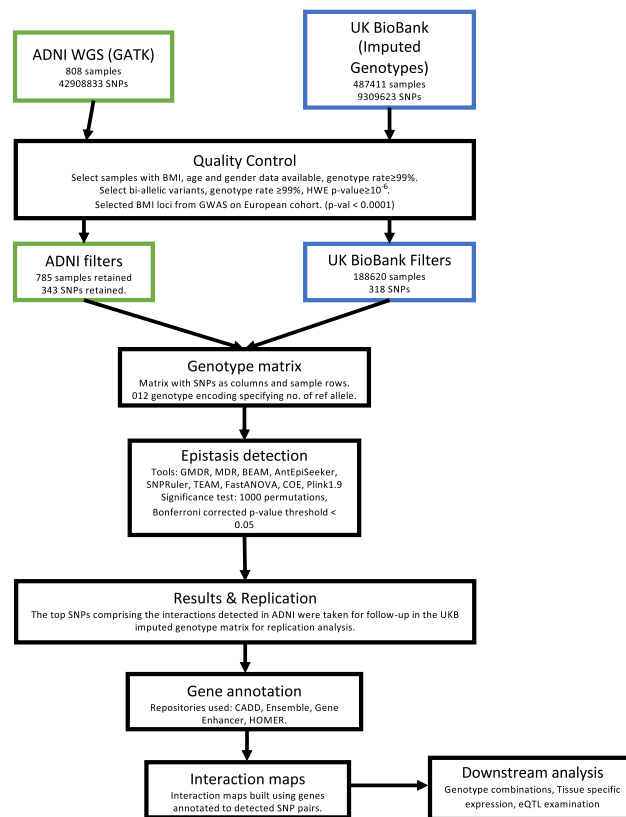 ADNI WGS (GATK)
808 samples
42908833 SNPs
UK BioBank
(Imputed
Genotypes)
487411 samples
9309623 SNPs
Quality Control
Select samples with BMI, age and gender data available, genotype rate≥99%.
Select bi-allelic variants, genotype rate ≥99%, HWE p-value≥10-6.
Selected BMI loci from GWAS on European cohort. (p-val < 0.0001)
ADNI filters
785 samples retained
343 SNPs retained.
UK BioBank Filters
188620 samples
318 SNPs
Genotype matrix
Matrix with SNPs as columns and sample rows.
012 genotype encoding specifying no. of ref allele.
Epistasis detection
Tools: GMDR, MDR, BEAM, AntEpiSeeker,
SNPRuler, TEAM, FastANOVA, COE, Plink1.9
Significance test: 1000 permutations,
Bonferroni corrected p-value threshold <
0.05
Results & Replication
The top SNPs comprising the interactions detected in ADNI were taken for follow-up in the UKB
imputed genotype matrix for replication analysis.
Gene annotation
Repositories used: CADD, Ensemble, Gene
Enhancer, HOMER.
Interaction maps
Interaction maps built using genes
annotated to detected SNP pairs.
Downstream analysis
Genotype combinations, Tissue specific
expression, eQTL examination